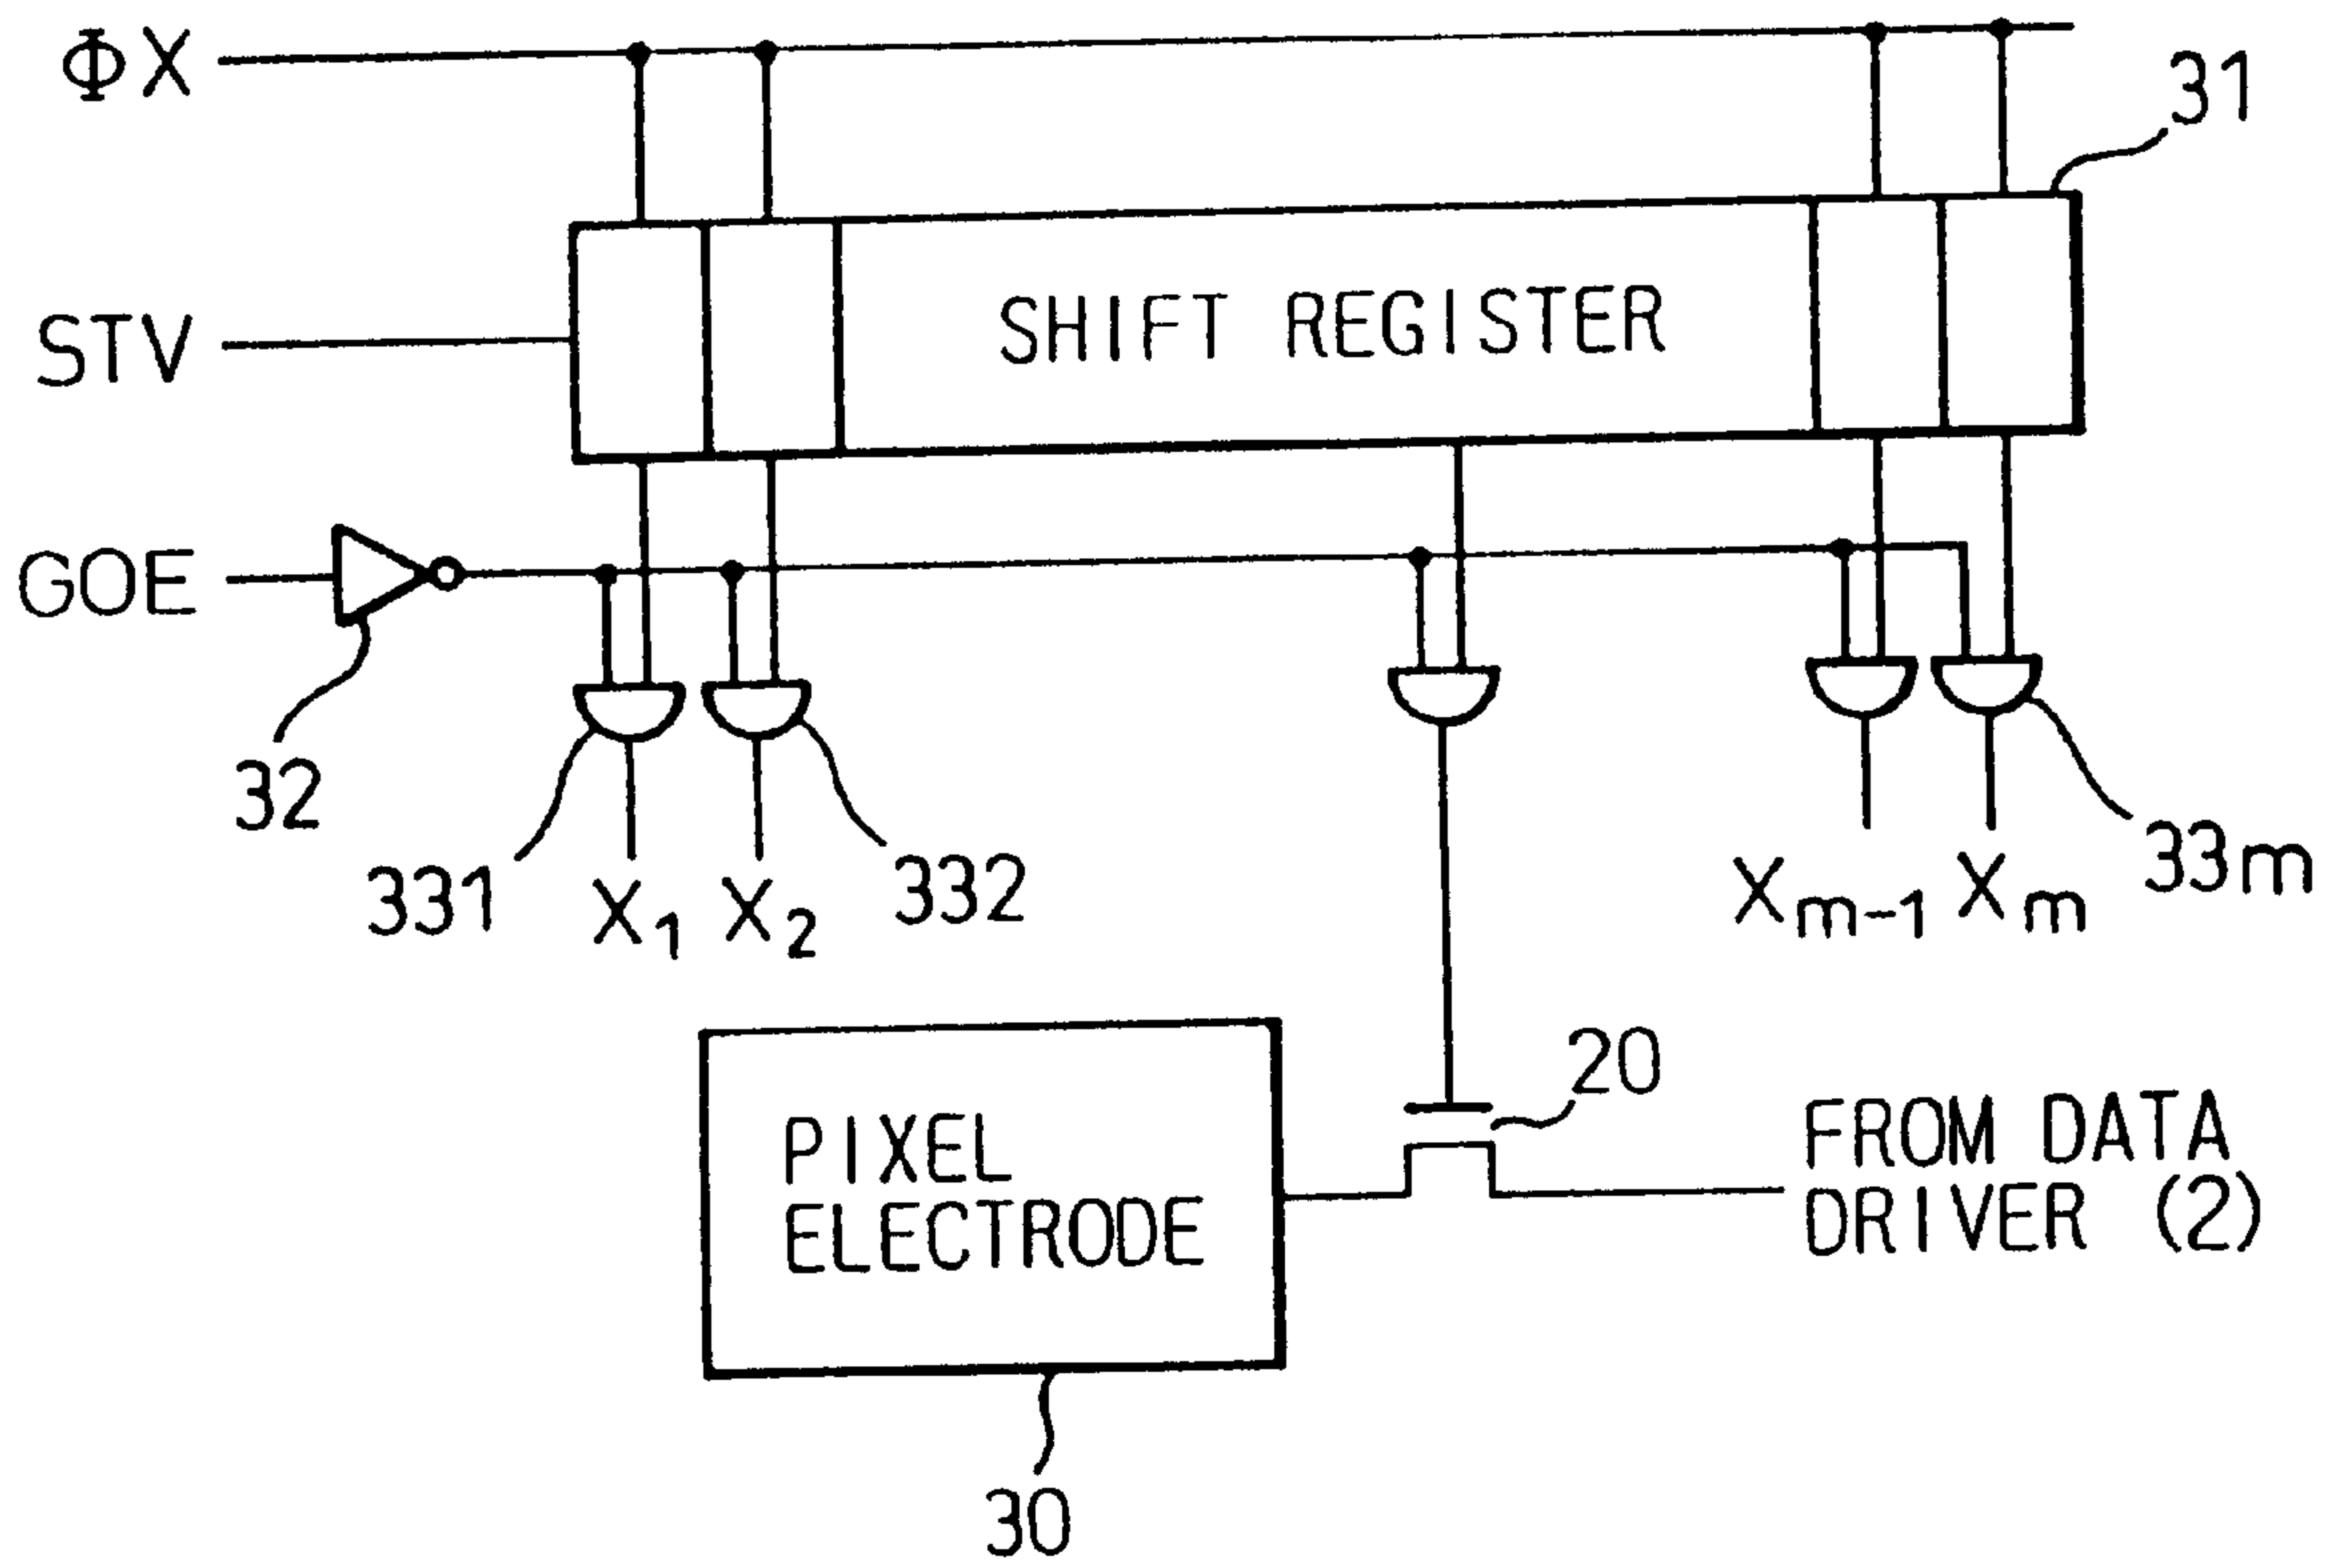 ΦX
31
STV
SHIFT REGISTER
GOE
32
331
X1
X2
332
Xm-1
Xm
33m
20
PIXEL
ELECTRODE
FROM DATA
DRIVER (2)
30